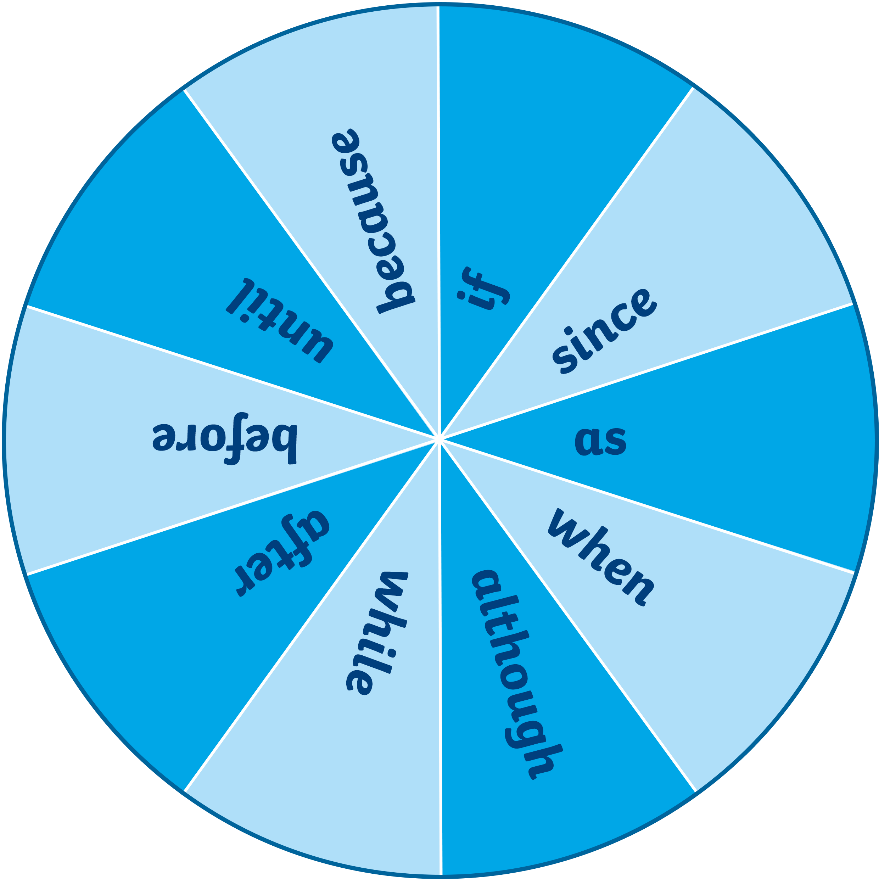 if
since
as
when
although
while
after
before
until
because